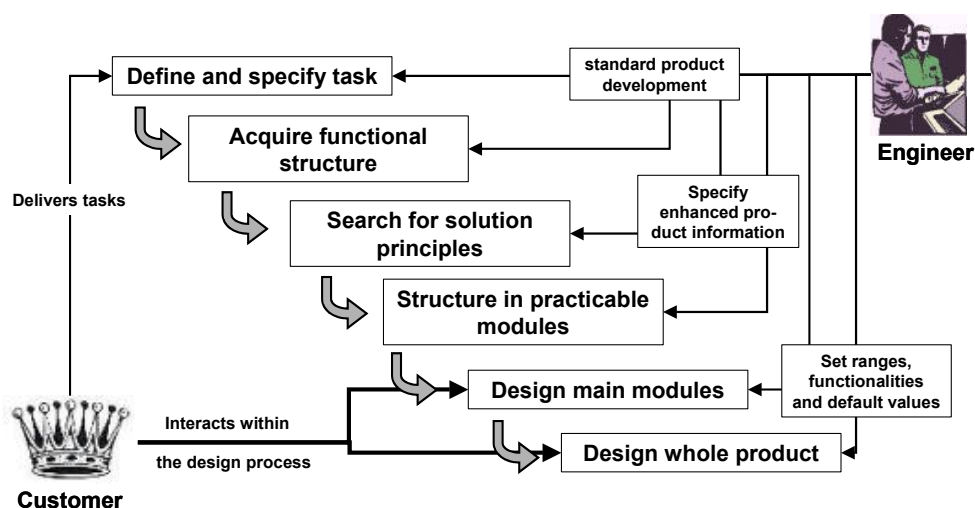 Define and specify task
standard product
development
Engineer
Acquire functional
structure
Delivers tasks
Specify
enhanced pro-
duct information
Search for solution
principles
Structure in practicable
modules
Set ranges,
functionalities
and default values
Design main modules
Interacts within
the design process
Design whole product
Customer